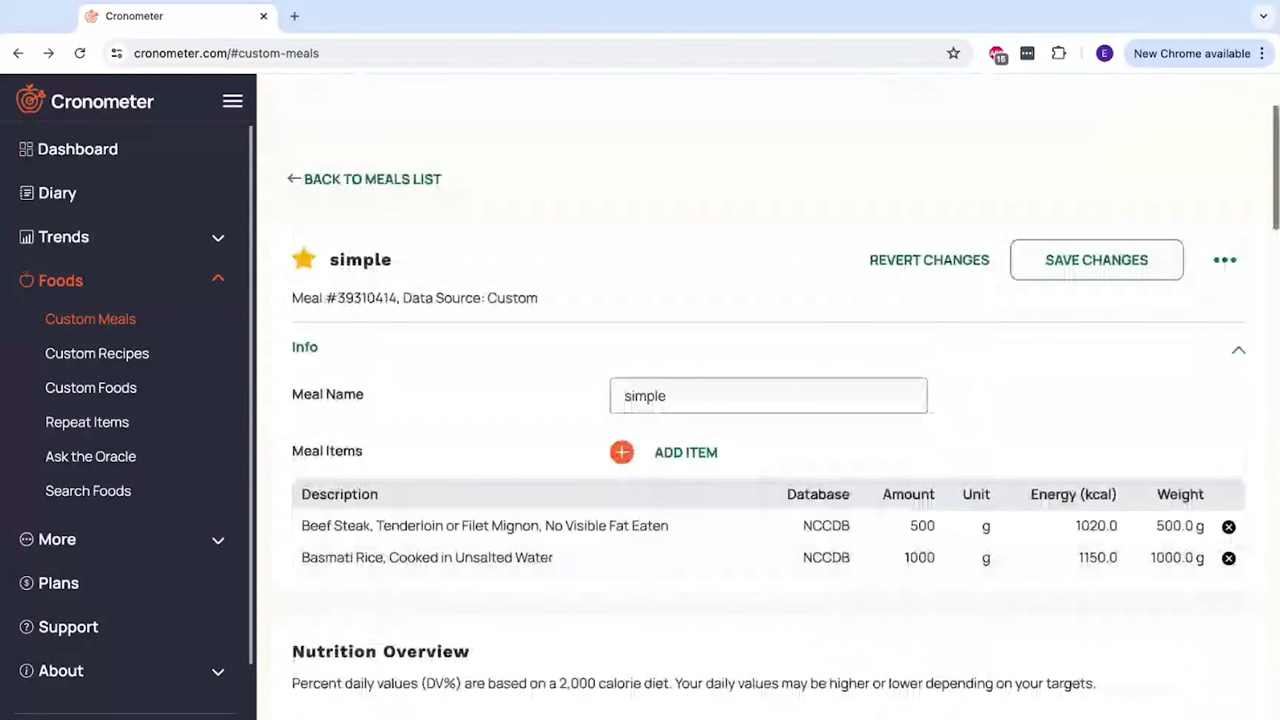 Cronometer
cronometer.com/#custom-meals
15
E
New Chrome available
Cronometer
Dashboard
Diary
Trends
Foods
Custom Meals
Custom Recipes
Custom Foods
Repeat Items
Ask the Oracle
Search Foods
More
Plans
Support
About
BACK TO MEALS LIST
simple
REVERT CHANGES
SAVE CHANGES
Meal #39310414, Data Source: Custom
Info
Meal Name
simple
Meal Items
ADD ITEM
Description Database Amount Unit Energy (kcal) Weight
Beef Steak, Tenderloin or Filet Mignon, No Visible Fat Eaten NCCDB 500 g 1020.0 500.0 g
Basmati Rice, Cooked in Unsalted Water NCCDB 1000 g 1150.0 1000.0 g
Nutrition Overview
Percent daily values (DV%) are based on a 2,000 calorie diet. Your daily values may be higher or lower depending on your targets.